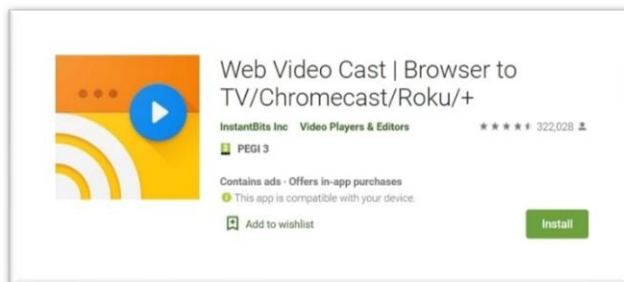 Web Video Cast | Browser to
TV/Chromecast/Roku/+
InstantBits Inc Video Players & Editors 322,028
3 PEGI 3
Contains ads · Offers in-app purchases
This app is compatible with your device.
Add to wishlist
Install